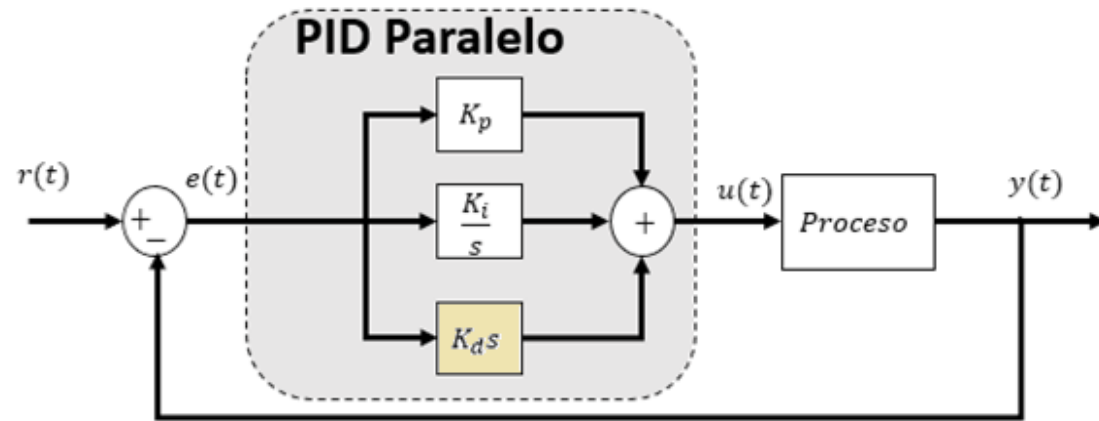 PID Paralelo
r(t)
+
−
e(t)
K_p
K_i
s
K_d s
+
u(t)
Proceso
y(t)